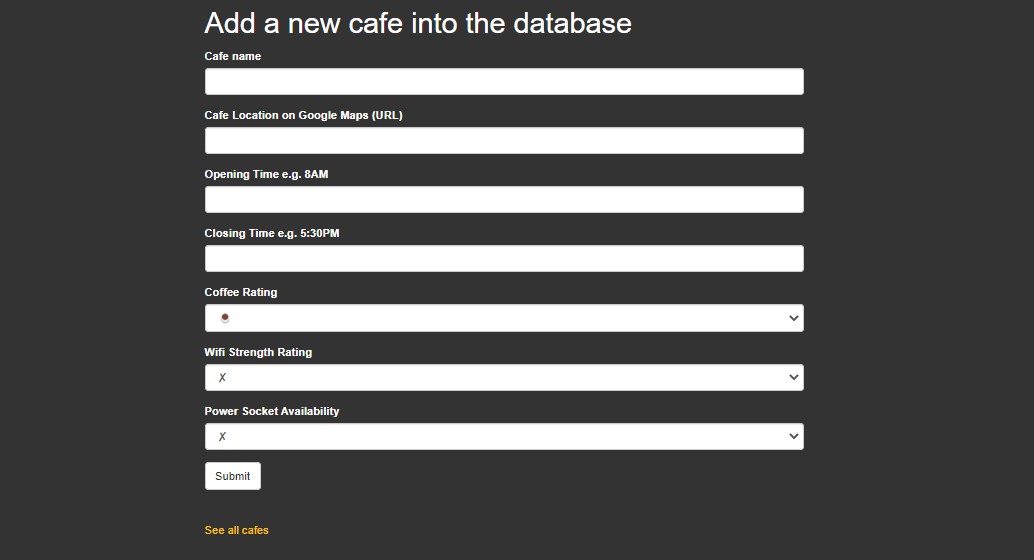 Add a new cafe into the database
Cafe name
Cafe Location on Google Maps (URL)
Opening Time e.g. 8AM
Closing Time e.g. 5:30PM
Coffee Rating
☕
Wifi Strength Rating
✗
Power Socket Availability
✗
Submit
See all cafes